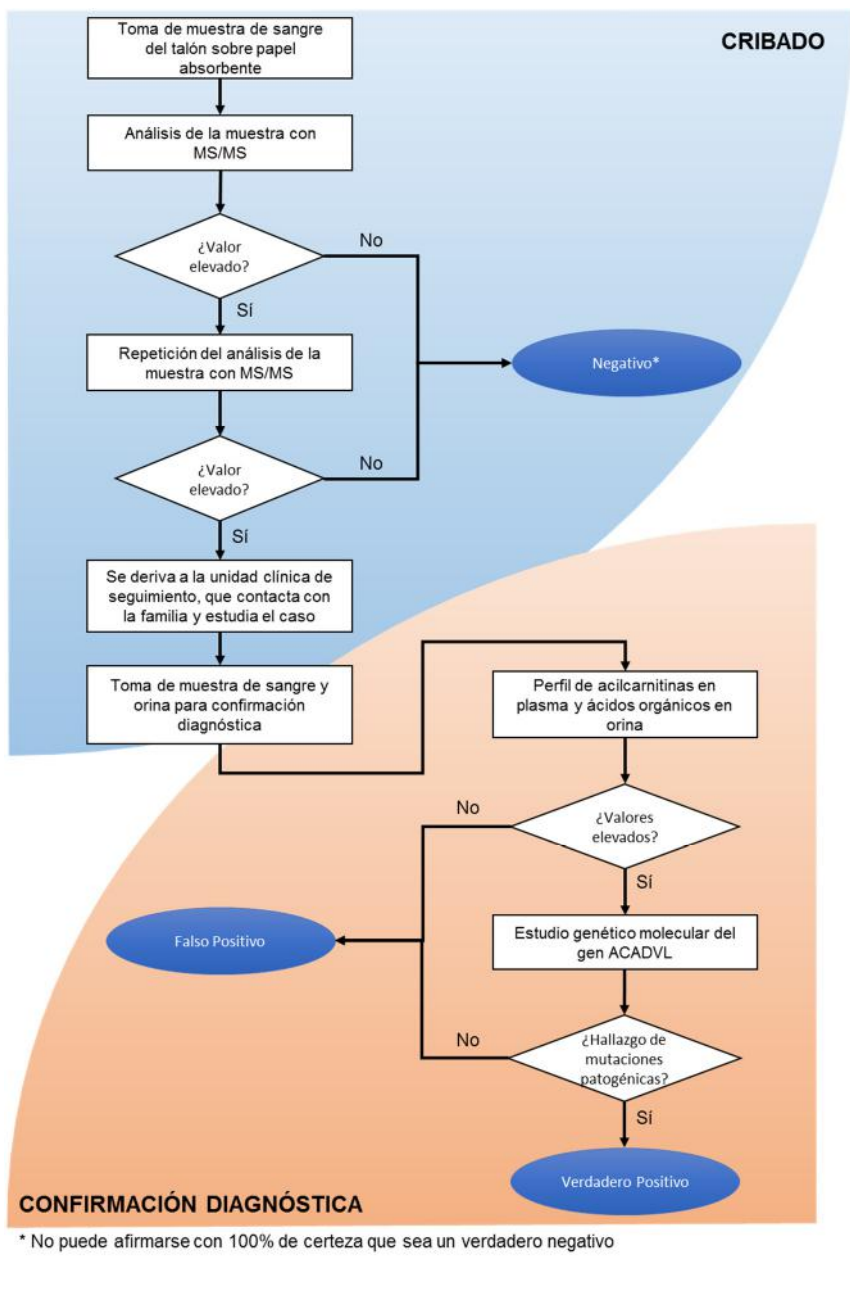 Toma de muestra de sangre
del talón sobre papel
absorbente
CRIBADO
Análisis de la muestra con
MS/MS
¿Valor
elevado?
No
Sí
Repetición del análisis de la
muestra con MS/MS
Negativo*
¿Valor
elevado?
No
Sí
Se deriva a la unidad clínica de
seguimiento, que contacta con
la familia y estudia el caso
Toma de muestra de sangre y
orina para confirmación
diagnóstica
Perfil de acilcarnitinas en
plasma y ácidos orgánicos en
orina
¿Valores
elevados?
No
Sí
Estudio genético molecular del
gen ACADVL
Falso Positivo
¿Hallazgo de
mutaciones
patogénicas?
No
Sí
Verdadero Positivo
CONFIRMACIÓN DIAGNÓSTICA
* No puede afirmarse con 100% de certeza que sea un verdadero negativo